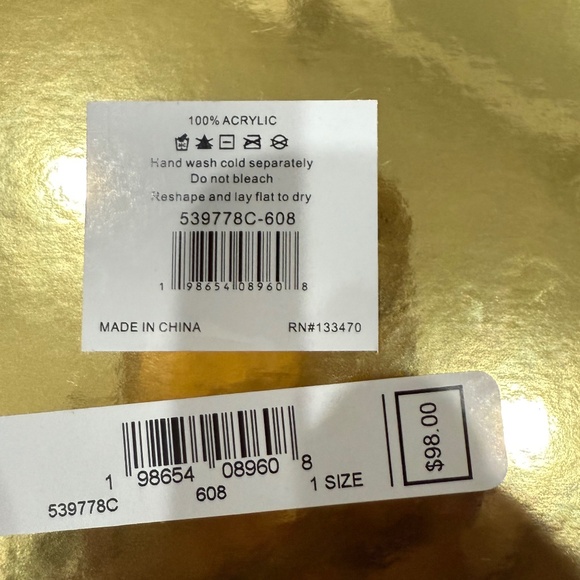 100% ACRYLIC
Hand wash cold separately
Do not bleach
Reshape and lay flat to dry
539778C-608
1 98654 08960 8
MADE IN CHINA RN#133470
1 98654 08960 8
539778C 608 1 SIZE
$98.00